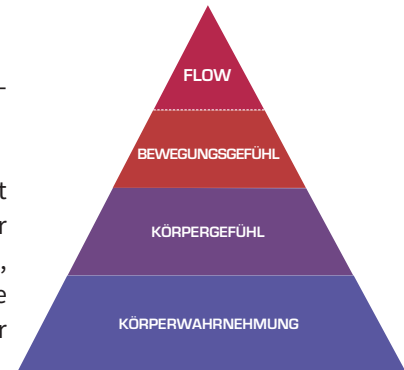 FLOW
-
BEWEGUNGSGEFÜHL
t
r
KÖRPERGEFÜHL
,
e
KÖRPERWAHRNEHMUNG
r